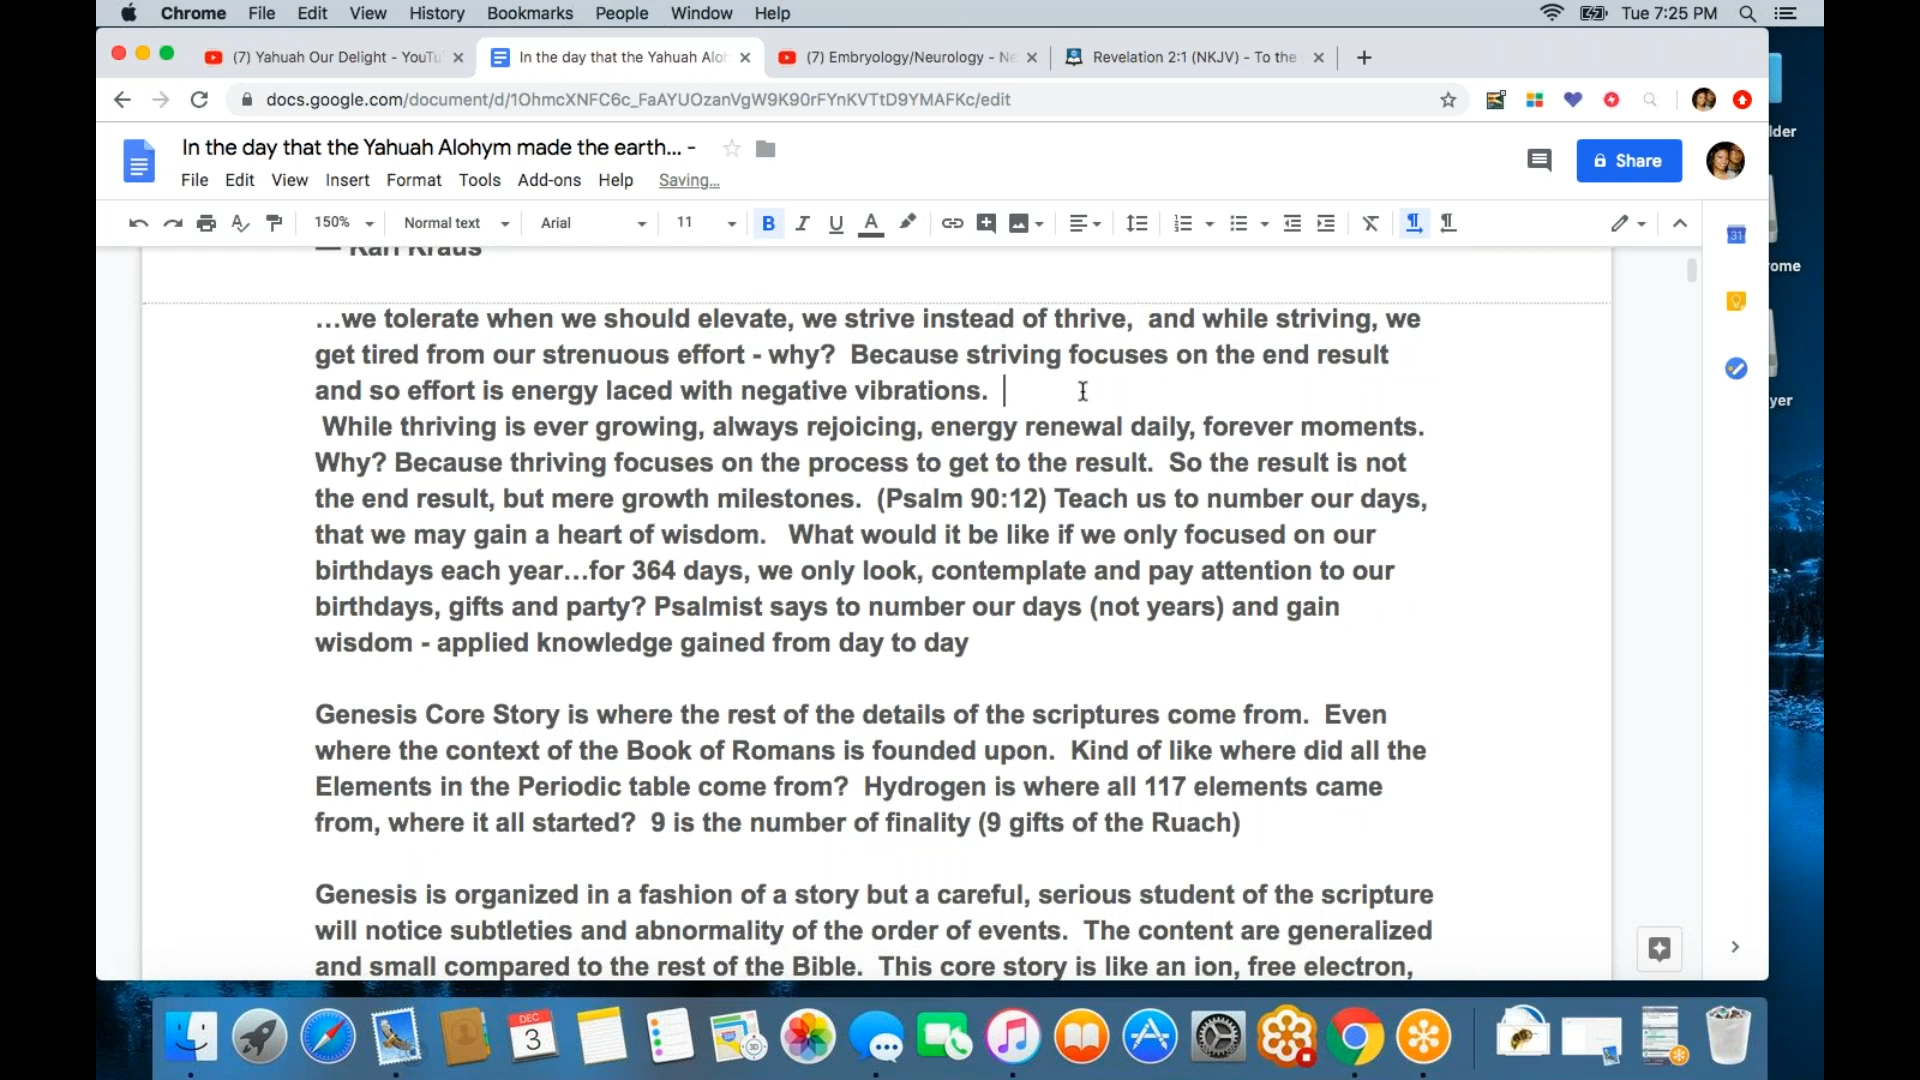 Chrome File Edit View History Bookmarks People Window Help Tue 7:25 PM
(7) Yahuah Our Delight - YouTu In the day that the Yahuah Aloh (7) Embryology/Neurology - Ne Revelation 2:1 (NKJV) - To the
docs.google.com/document/d/1OhmcXNFC6c_FaAYUOzanVgW9K90rFYnKVTtD9YMAFKc/edit
In the day that the Yahuah Alohym made the earth... -
File Edit View Insert Format Tools Add-ons Help Saving...
Share
150% Normal text Arial 11 B I U A
31
— Karl Kraus
…we tolerate when we should elevate, we strive instead of thrive,  and while striving, we
get tired from our strenuous effort - why?  Because striving focuses on the end result
and so effort is energy laced with negative vibrations.
While thriving is ever growing, always rejoicing, energy renewal daily, forever moments.
Why? Because thriving focuses on the process to get to the result.  So the result is not
the end result, but mere growth milestones.  (Psalm 90:12) Teach us to number our days,
that we may gain a heart of wisdom.   What would it be like if we only focused on our
birthdays each year…for 364 days, we only look, contemplate and pay attention to our
birthdays, gifts and party? Psalmist says to number our days (not years) and gain
wisdom - applied knowledge gained from day to day
Genesis Core Story is where the rest of the details of the scriptures come from.  Even
where the context of the Book of Romans is founded upon.  Kind of like where did all the
Elements in the Periodic table come from?  Hydrogen is where all 117 elements came
from, where it all started?  9 is the number of finality (9 gifts of the Ruach)
Genesis is organized in a fashion of a story but a careful, serious student of the scripture
will notice subtleties and abnormality of the order of events.  The content are generalized
and small compared to the rest of the Bible.  This core story is like an ion, free electron,
lder
ome
yer
DEC
3